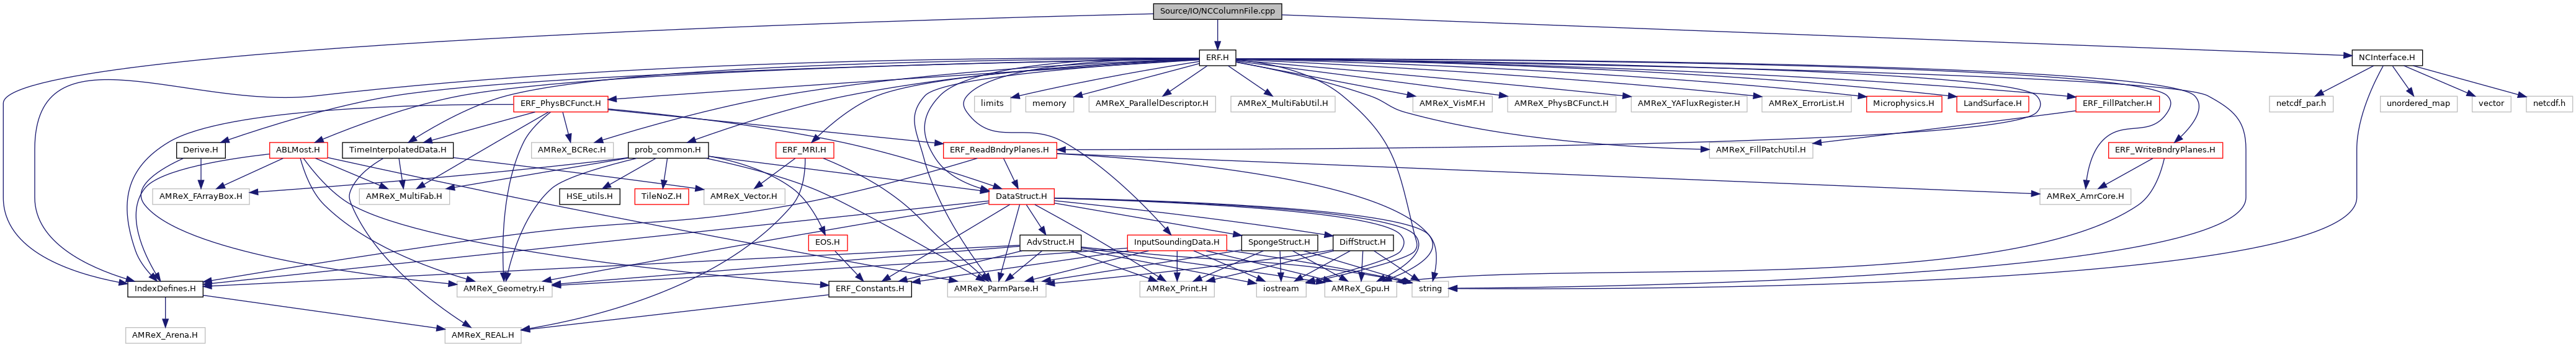 Source/IO/NCColumnFile.cpp
ERF.H
NCInterface.H
ERF_PhysBCFunct.H
limits
memory
AMReX_ParallelDescriptor.H
AMReX_MultiFabUtil.H
AMReX_VisMF.H
AMReX_PhysBCFunct.H
AMReX_YAFluxRegister.H
AMReX_ErrorList.H
Microphysics.H
LandSurface.H
ERF_FillPatcher.H
netcdf_par.h
unordered_map
vector
netcdf.h
Derive.H
ABLMost.H
TimeInterpolatedData.H
AMReX_BCRec.H
prob_common.H
ERF_MRI.H
ERF_ReadBndryPlanes.H
AMReX_FillPatchUtil.H
ERF_WriteBndryPlanes.H
AMReX_FArrayBox.H
AMReX_MultiFab.H
HSE_utils.H
TileNoZ.H
AMReX_Vector.H
DataStruct.H
AMReX_AmrCore.H
EOS.H
AdvStruct.H
InputSoundingData.H
SpongeStruct.H
DiffStruct.H
IndexDefines.H
AMReX_Geometry.H
ERF_Constants.H
AMReX_ParmParse.H
AMReX_Print.H
iostream
AMReX_Gpu.H
string
AMReX_Arena.H
AMReX_REAL.H